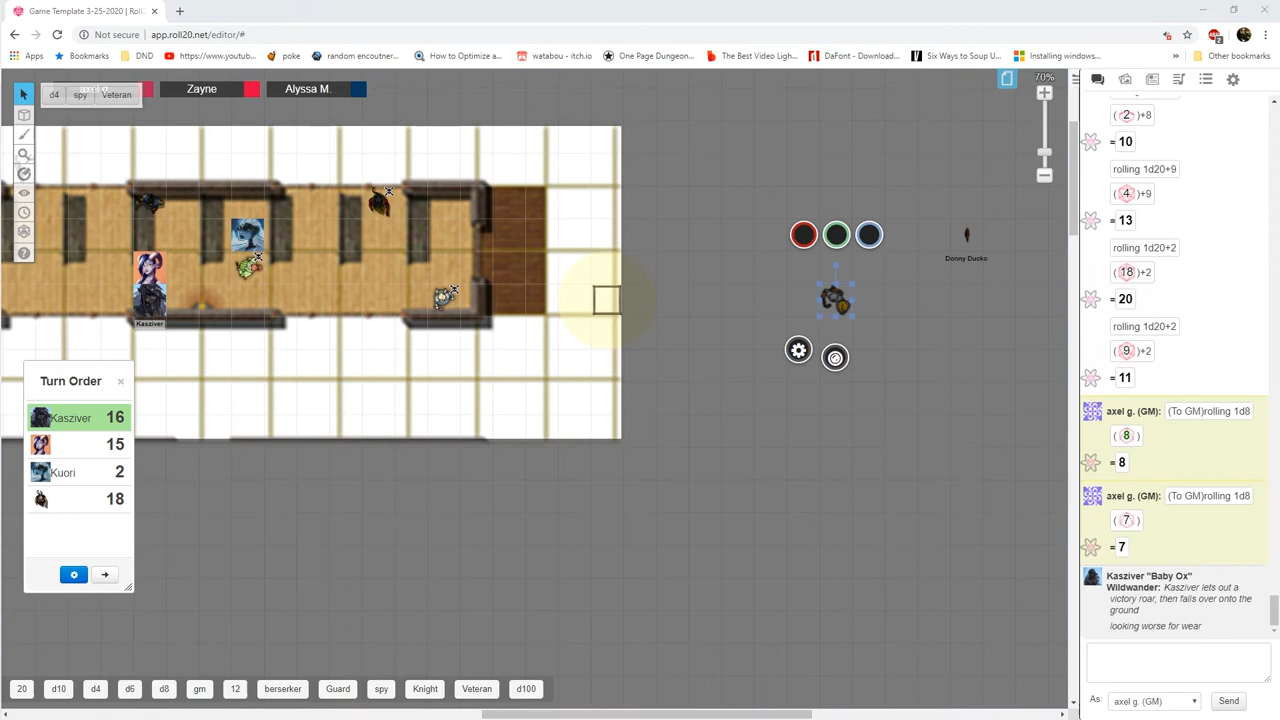 Game Template 3-25-2020 | Roll2
Not secure | app.roll20.net/editor/#
Apps Bookmarks DND https://www.youtube... poke random encoutner... watabou - itch.io One Page Dungeon... The Best Video Ligh... DaFont - Download... How to Optimize a... Six Ways to Soup U... Installing windows... » Other bookmarks
Zayne Alyssa M.
d4 spy Veteran
70%
Donny Ducko
Kasziver
Turn Order ×
Kasziver 16
15
Kuori 2
18
20 d10 d4 d6 d8 gm 12 berserker Guard spy Knight Veteran d100
(2)+8
= 10
rolling 1d20+9
(4)+9
= 13
rolling 1d20+2
(18)+2
= 20
rolling 1d20+2
(9)+2
= 11
axel g. (GM): (To GM)rolling 1d8
(8)
= 8
axel g. (GM): (To GM)rolling 1d8
(7)
= 7
Kasziver "Baby Ox"
Wildwander: Kasziver lets out a
victory roar, then falls over onto the
ground
looking worse for wear
As: axel g. (GM) Send